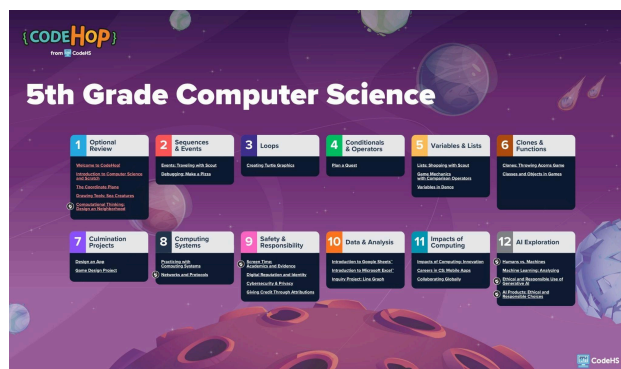 {CODEHOP}
from CodeHS
5th Grade Computer Science
1 Optional
Review
Welcome to CodeHop!
Introduction to Computer Science
and Scratch
The Coordinate Plane
Drawing Tools: Sea Creatures
Computational Thinking:
Design an Neighborhood
2 Sequences
& Events
Events: Traveling with Scout
Debugging: Make a Pizza
3 Loops
Creating Turtle Graphics
4 Conditionals
& Operators
Plan a Quest
5 Variables & Lists
Lists: Shopping with Scout
Game Mechanics
with Comparison Operators
Variables in Dance
6 Clones &
Functions
Clones: Throwing Acorns Game
Clones and Objects in Games
7 Culmination
Projects
Design an App
Game Design Project
8 Computing
Systems
Practicing with
Computing Systems
Networks and Protocols
9 Safety &
Responsibility
Screen Time:
Academics and Evidence
Digital Reputation and Identity
Cybersecurity & Privacy
Giving Credit Through Attributions
10 Data & Analysis
Introduction to Google Sheets™
Introduction to Microsoft Excel™
Inquiry Project: Line Graph
11 Impacts of
Computing
Impacts of Computing: Innovation
Careers in CS: Mobile Apps
Collaborating Globally
12 AI Exploration
Humans vs. Machines
Machine Learning: Analyzing
Ethical and Responsible Use of
Generative AI
AI Products: Ethical and
Responsible Choices
CodeHS